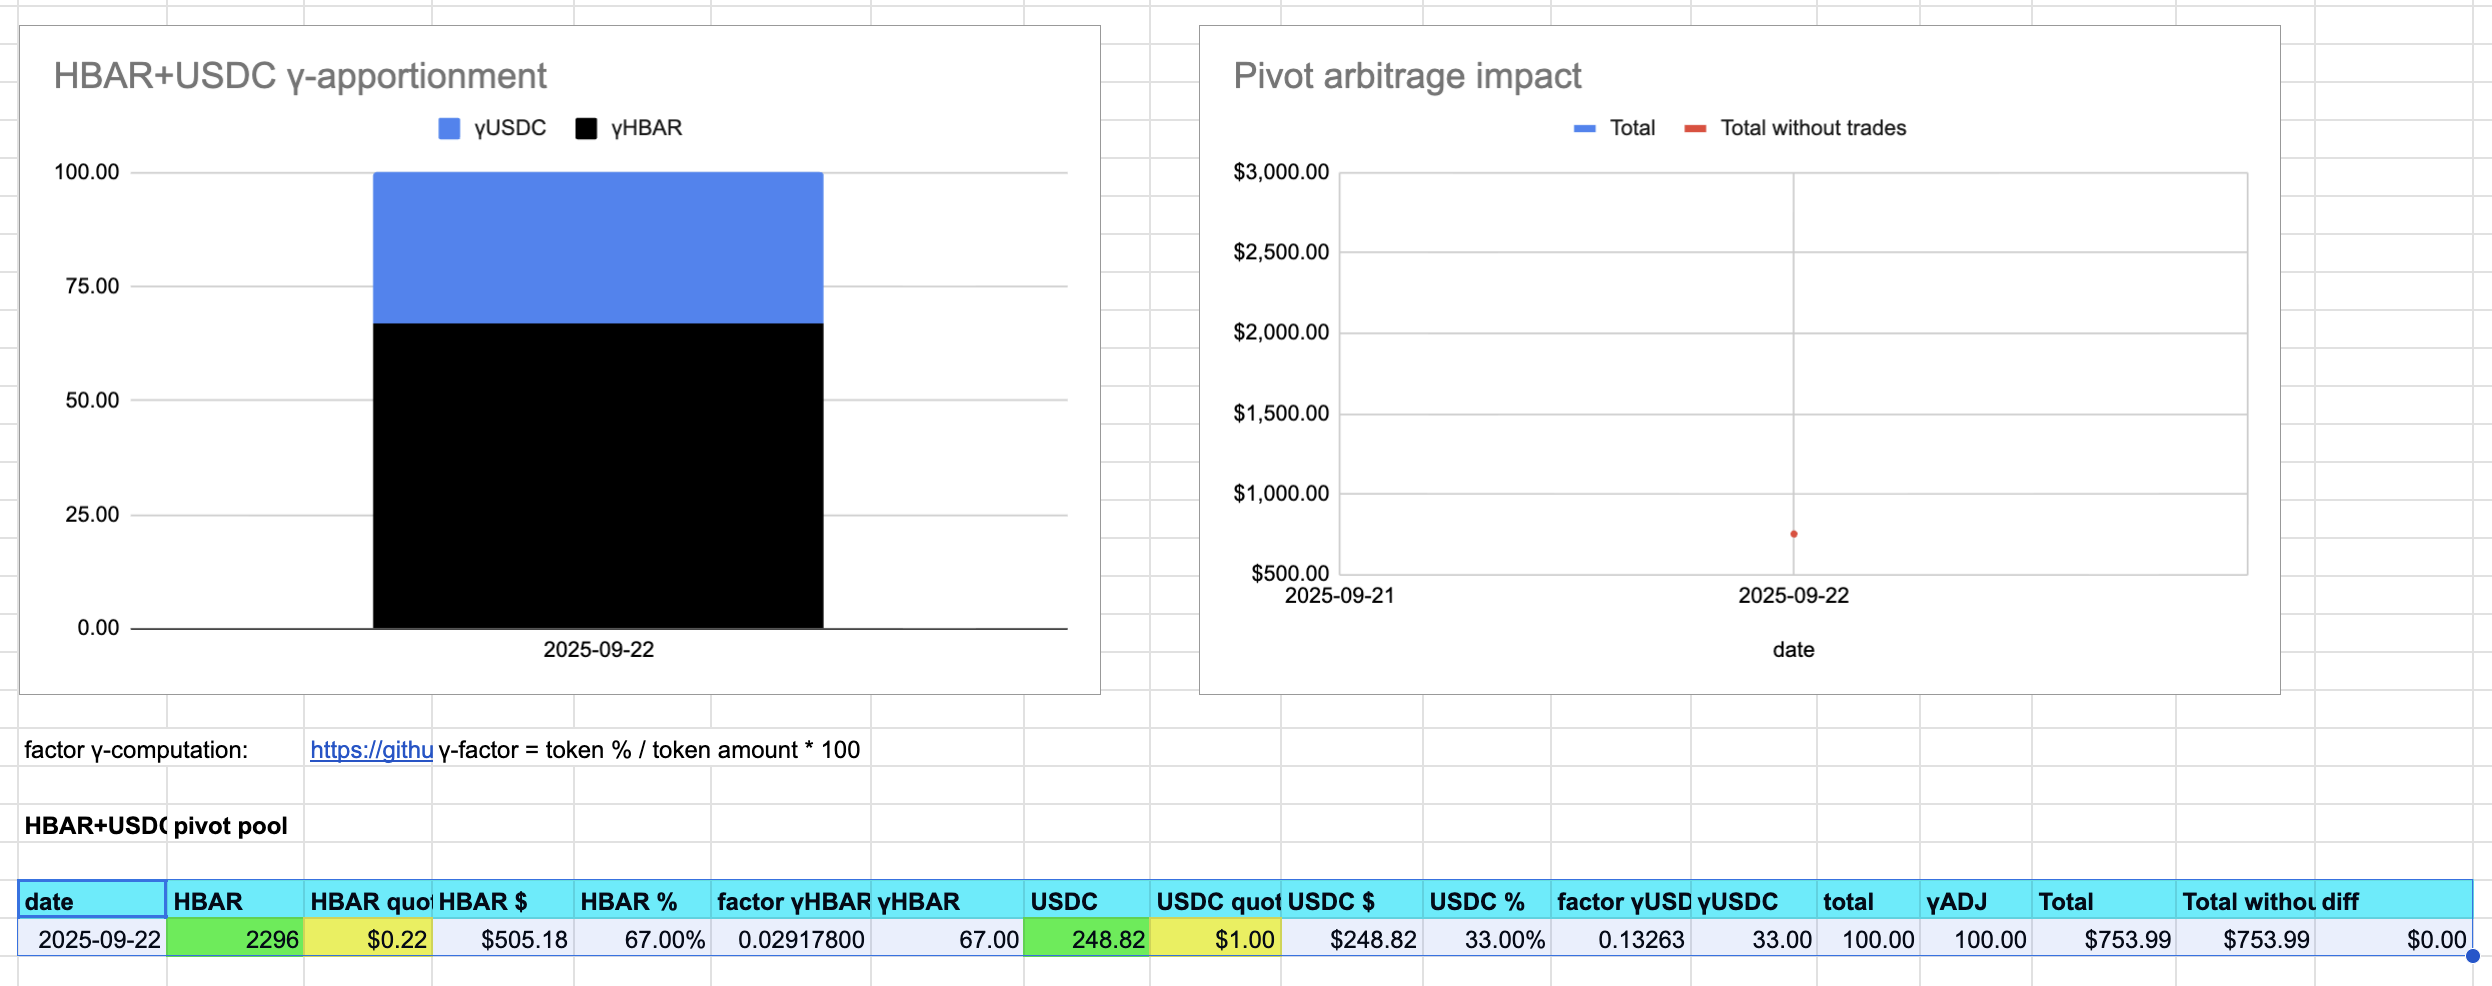 HBAR+USDC γ-apportionment
γUSDC γHBAR
100.00
75.00
50.00
25.00
0.00
2025-09-22
Pivot arbitrage impact
Total Total without trades
$3,000.00
$2,500.00
$2,000.00
$1,500.00
$1,000.00
$500.00
2025-09-21 2025-09-22
date
factor γ-computation: https://githu γ-factor = token % / token amount * 100
HBAR+USDC pivot pool
date HBAR HBAR quot HBAR $ HBAR % factor γHBAR γHBAR USDC USDC quot USDC $ USDC % factor γUSD γUSDC total γADJ Total Total withou diff
2025-09-22 2296 $0.22 $505.18 67.00% 0.02917800 67.00 248.82 $1.00 $248.82 33.00% 0.13263 33.00 100.00 100.00 $753.99 $753.99 $0.00